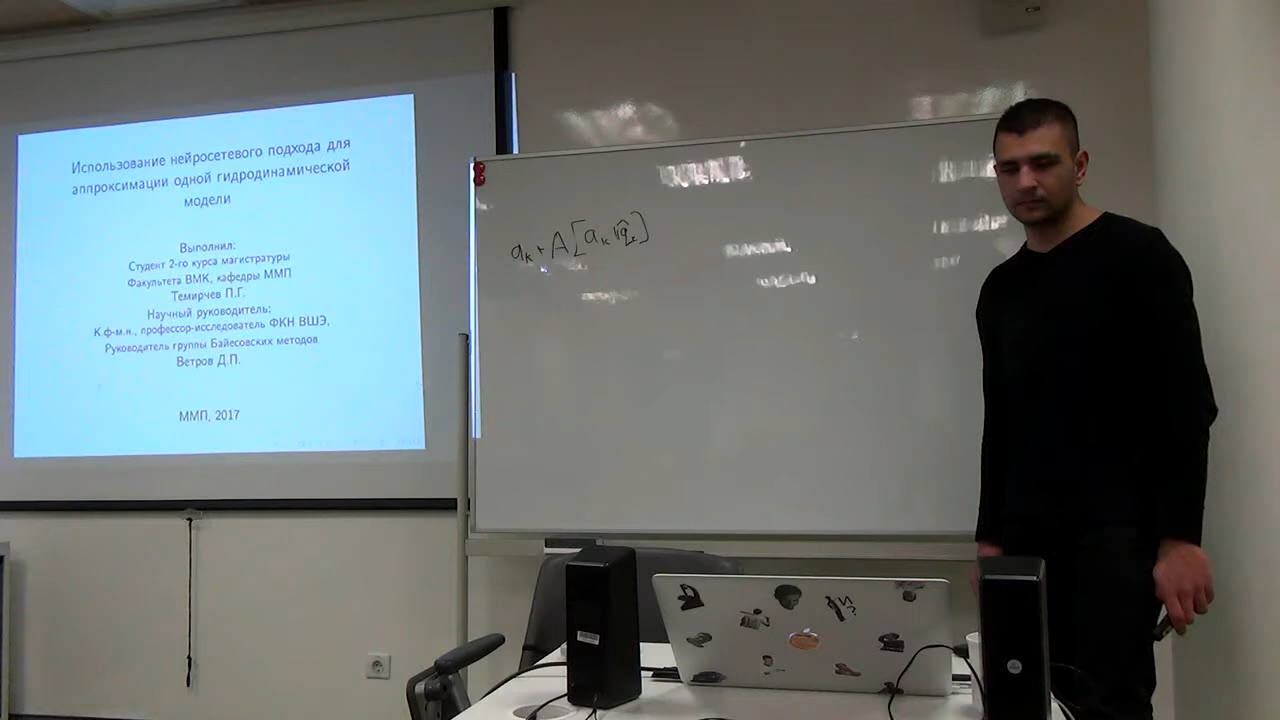 Использование нейросетевого подхода для
аппроксимации одной гидродинамической
модели
Выполнил:
Студент 2-го курса магистратуры
Факультета ВМК, кафедры ММП
Темирчев П.Г.
Научный руководитель:
К.ф-м.н., профессор-исследователь ФКН ВШЭ,
Руководитель группы Байесовских методов
Ветров Д.П.
ММП, 2017